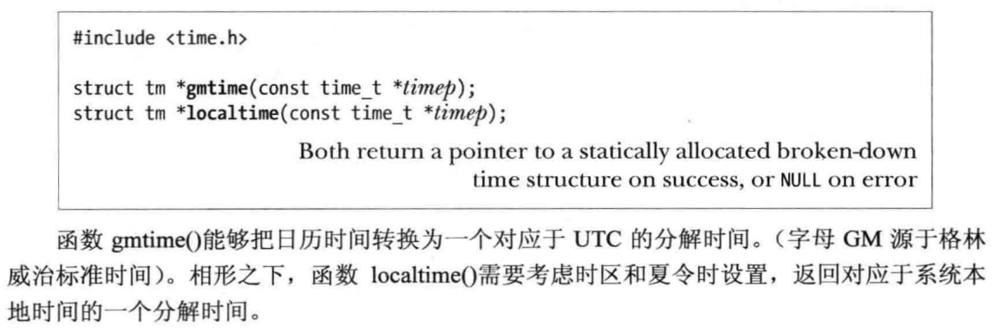 #include <time.h>
struct tm *gmtime(const time_t *timep);
struct tm *localtime(const time_t *timep);
Both return a pointer to a statically allocated broken-down
time structure on success, or NULL on error
函数 gmtime()能够把日历时间转换为一个对应于 UTC 的分解时间。（字母 GM 源于格林
威治标准时间）。相形之下，函数 localtime()需要考虑时区和夏令时设置，返回对应于系统本
地时间的一个分解时间。